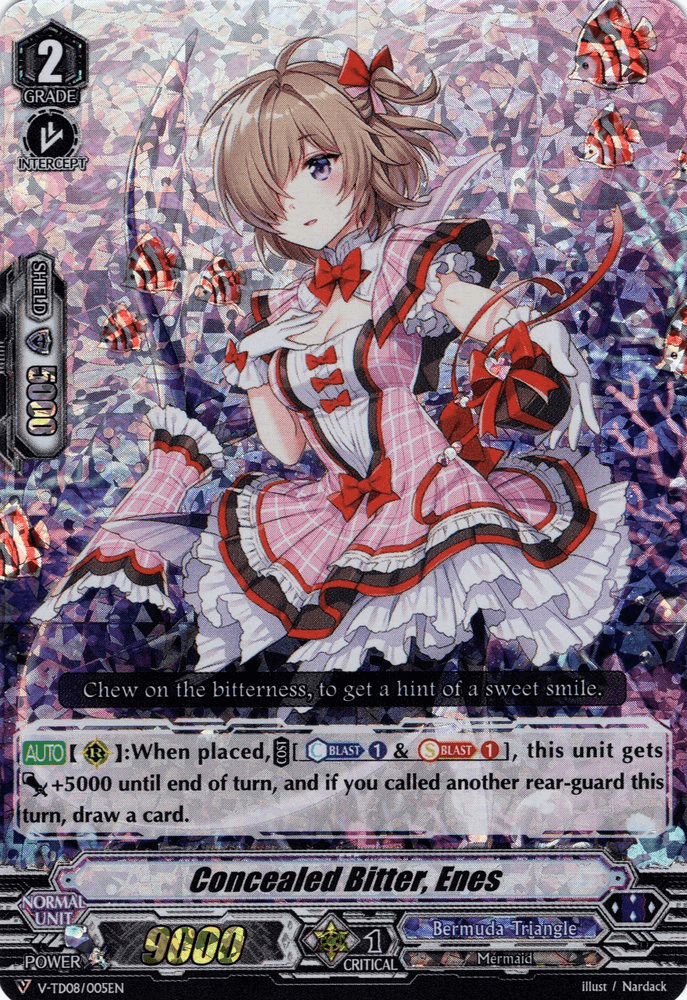 2
GRADE
INTERCEPT
SHIELD 5000
Chew on the bitterness, to get a hint of a sweet smile.
AUTO【 R 】:When placed, COST [ C BLAST 1 & S BLAST 1 ], this unit gets
+5000 until end of turn, and if you called another rear-guard this
turn, draw a card.
Concealed Bitter, Enes
NORMAL
UNIT
POWER 9000
1
CRITICAL
Bermuda Triangle
Mermaid
V-TD08/005EN
illust / Nardack